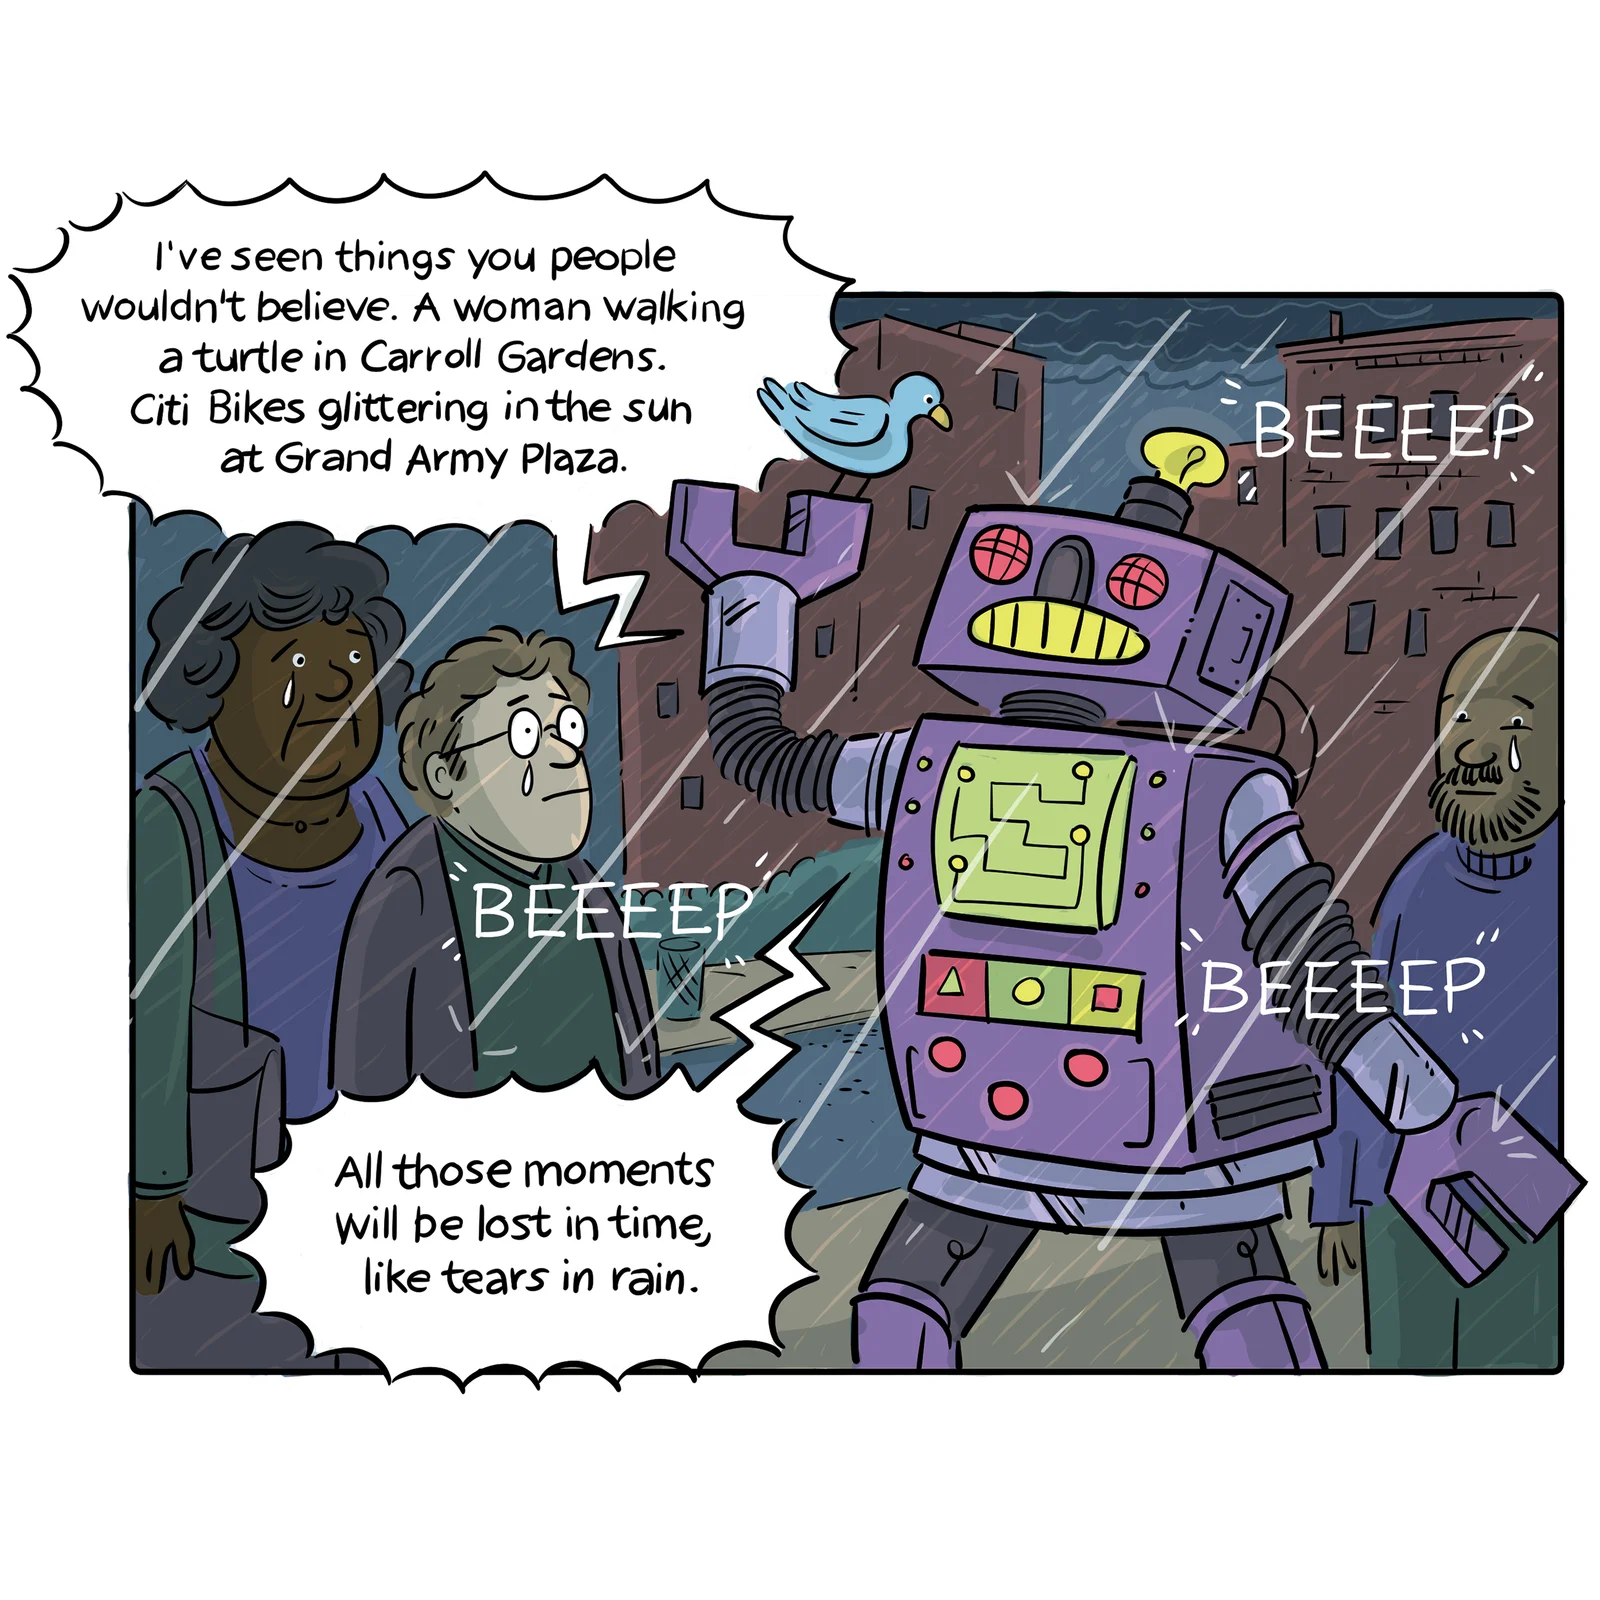 I've seen things you people
wouldn't believe. A woman walking
a turtle in Carroll Gardens.
Citi Bikes glittering in the sun
at Grand Army Plaza.
BEEEEP
BEEEEP
BEEEEP
All those moments
will be lost in time,
like tears in rain.